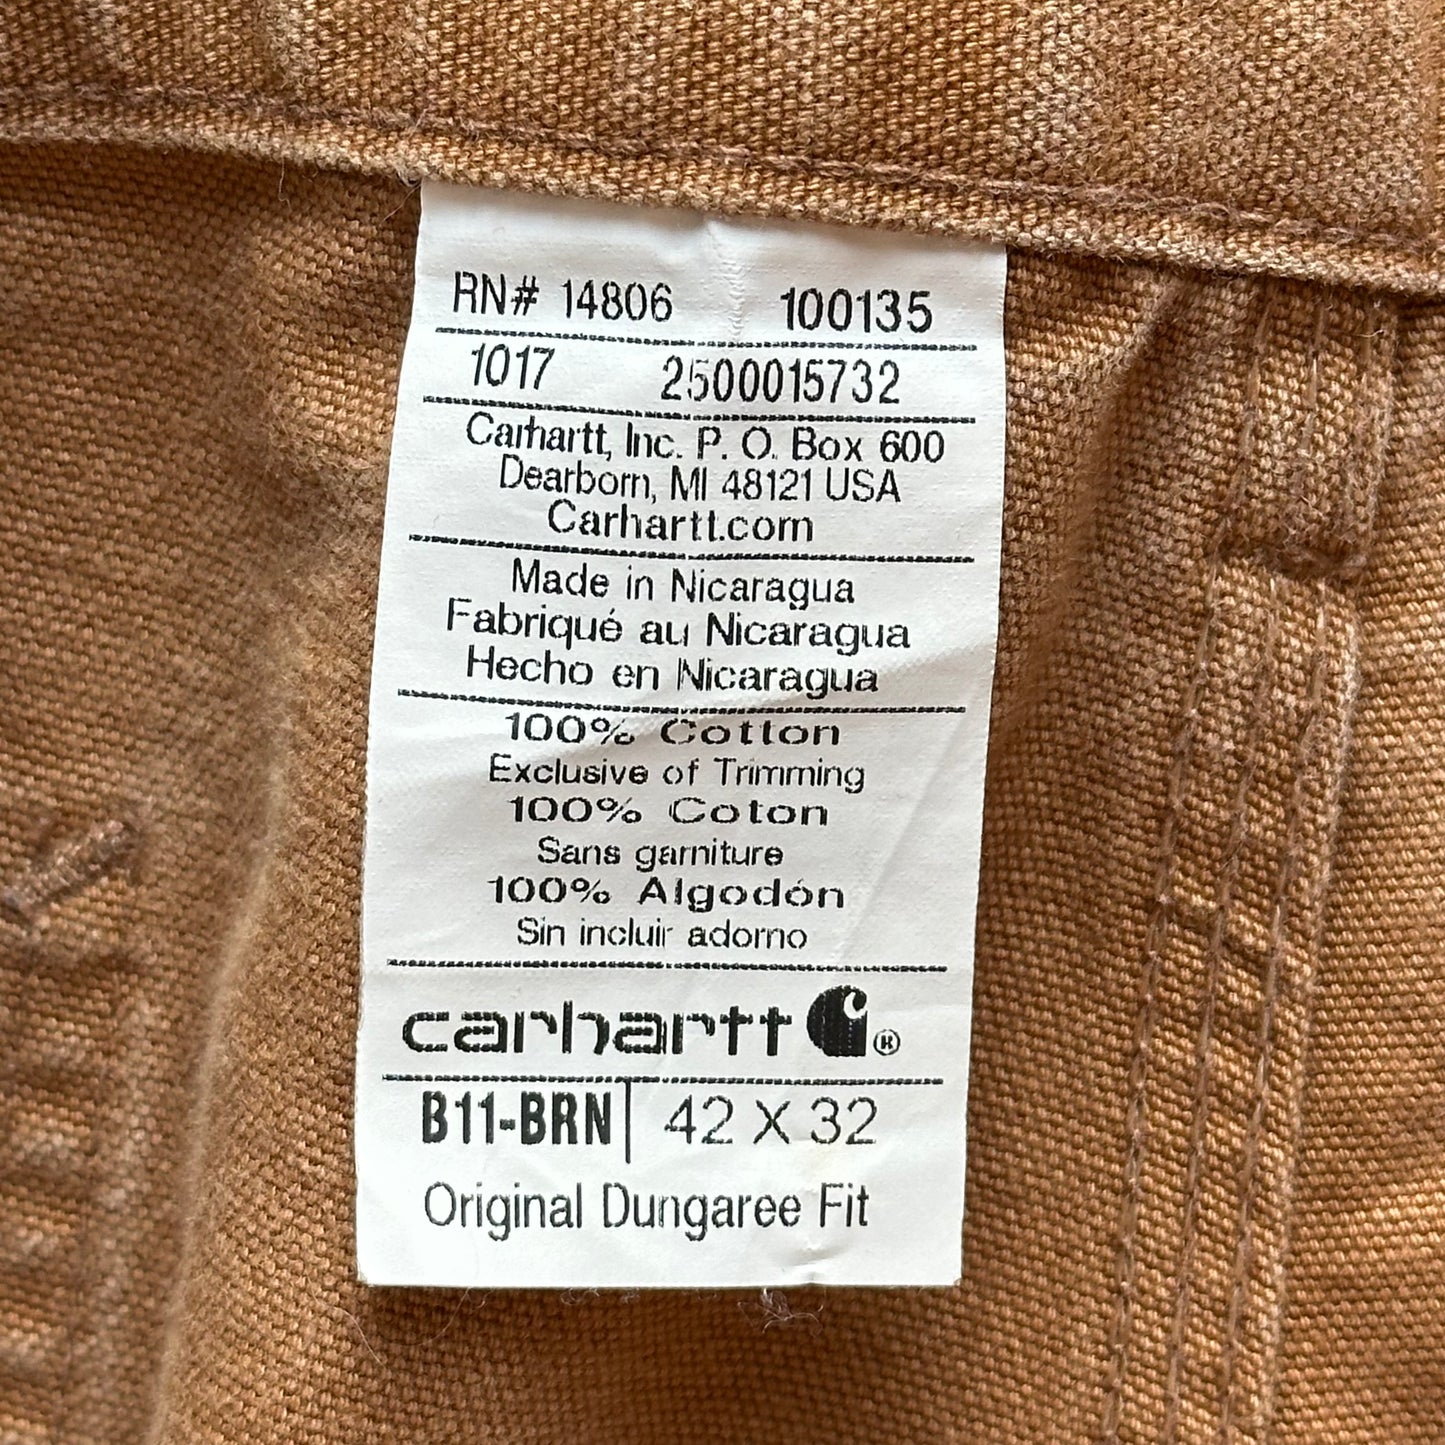 RN# 14806 100135
1017 2500015732
Carhartt, Inc. P. O. Box 600
Dearborn, MI 48121 USA
Carhartt.com
Made in Nicaragua
Fabriqué au Nicaragua
Hecho en Nicaragua
100% Cotton
Exclusive of Trimming
100% Coton
Sans garniture
100% Algodón
Sin incluir adorno
carhartt ®
B11-BRN 42 X 32
Original Dungaree Fit